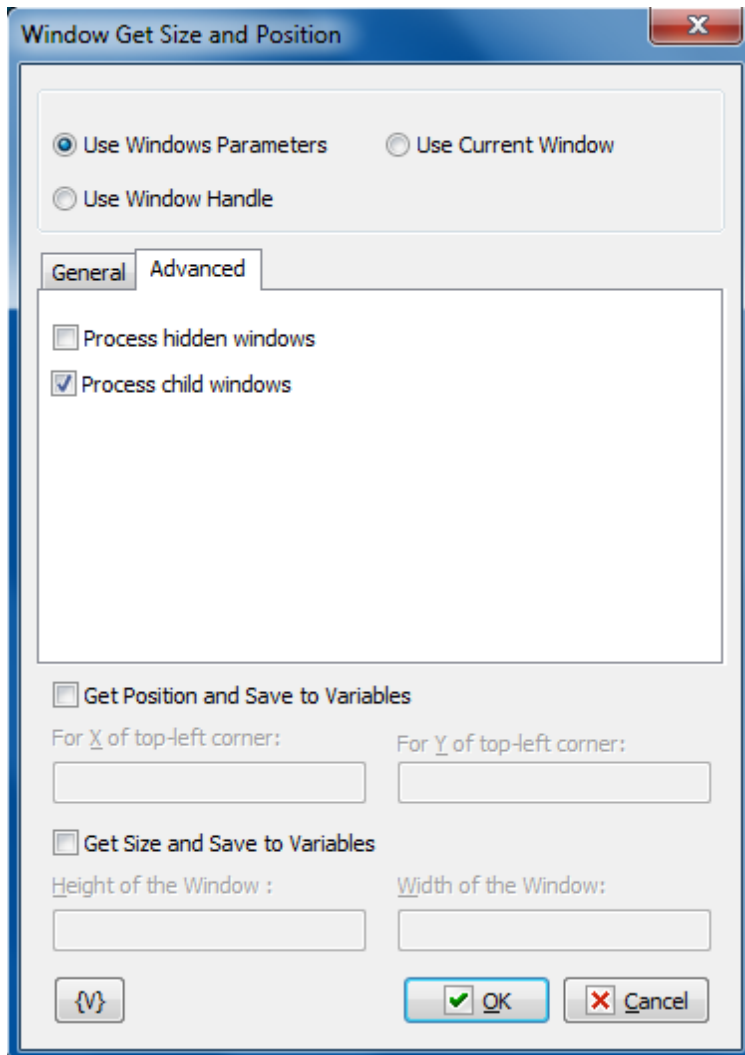 Window Get Size and Position
Use Windows Parameters Use Current Window
Use Window Handle
General Advanced
Process hidden windows
Process child windows
Get Position and Save to Variables
For X of top-left corner: For Y of top-left corner:
Get Size and Save to Variables
Height of the Window : Width of the Window:
{V} OK Cancel